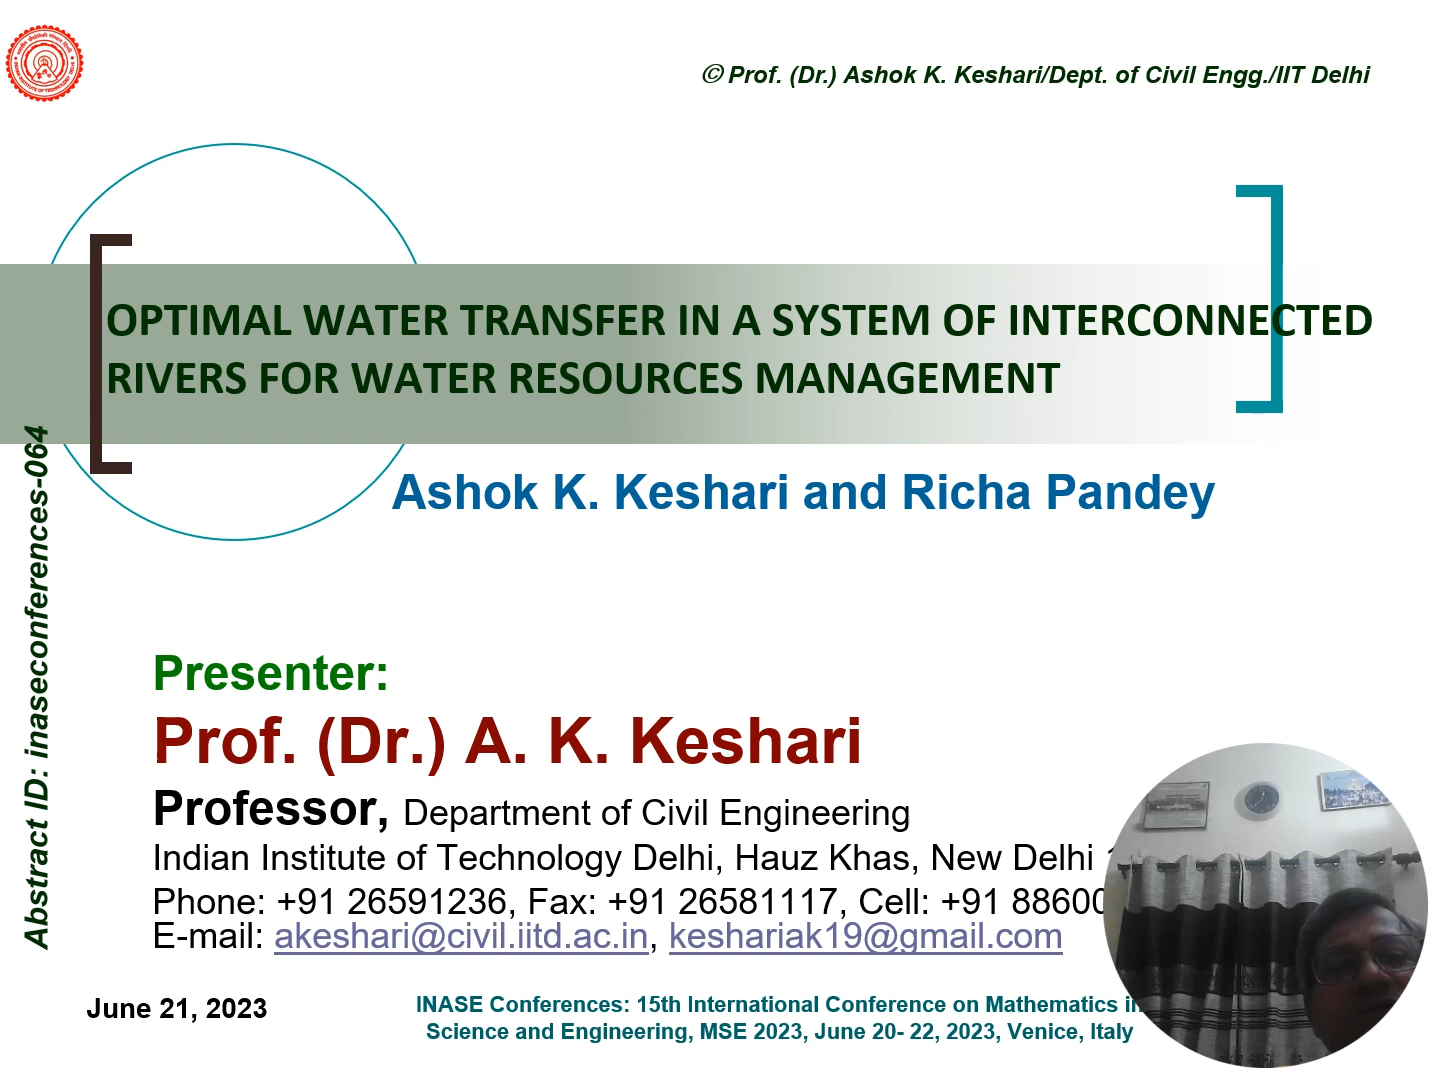 © Prof. (Dr.) Ashok K. Keshari/Dept. of Civil Engg./IIT Delhi
OPTIMAL WATER TRANSFER IN A SYSTEM OF INTERCONNECTED
RIVERS FOR WATER RESOURCES MANAGEMENT
Abstract ID: inaseconferences-064
Ashok K. Keshari and Richa Pandey
Presenter:
Prof. (Dr.) A. K. Keshari
Professor, Department of Civil Engineering
Indian Institute of Technology Delhi, Hauz Khas, New Delhi
Phone: +91 26591236, Fax: +91 26581117, Cell: +91 88600
E-mail: akeshari@civil.iitd.ac.in, keshariak19@gmail.com
June 21, 2023
INASE Conferences: 15th International Conference on Mathematics in
Science and Engineering, MSE 2023, June 20- 22, 2023, Venice, Italy